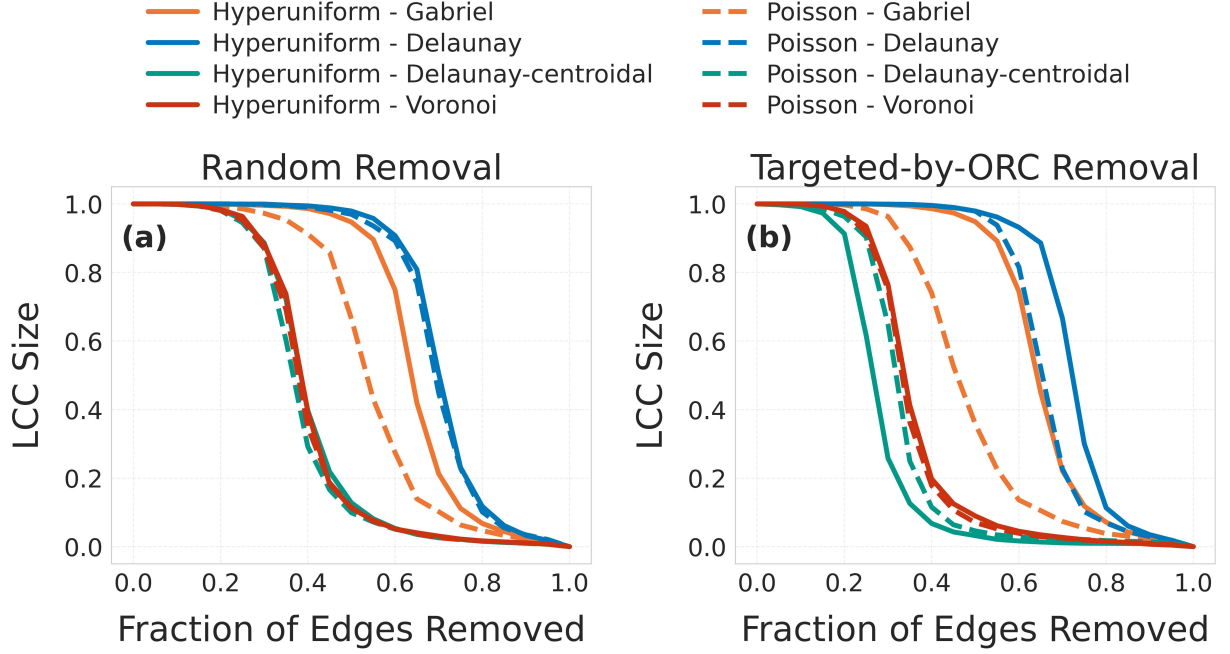 Hyperuniform - Gabriel
Hyperuniform - Delaunay
Hyperuniform - Delaunay-centroidal
Hyperuniform - Voronoi
Poisson - Gabriel
Poisson - Delaunay
Poisson - Delaunay-centroidal
Poisson - Voronoi
Random Removal
(a)
LCC Size
1.0
0.8
0.6
0.4
0.2
0.0
0.0 0.2 0.4 0.6 0.8 1.0
Fraction of Edges Removed
Targeted-by-ORC Removal
(b)
LCC Size
1.0
0.8
0.6
0.4
0.2
0.0
0.0 0.2 0.4 0.6 0.8 1.0
Fraction of Edges Removed